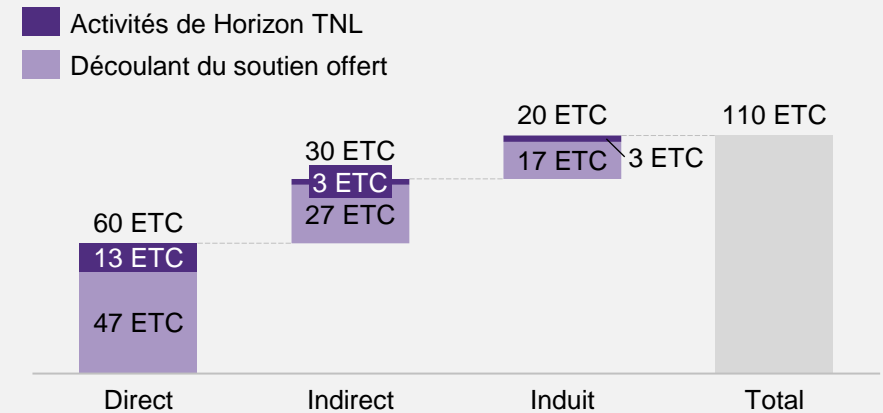 Activités de Horizon TNL
Découlant du soutien offert
60 ETC
13 ETC
47 ETC
30 ETC
3 ETC
27 ETC
20 ETC
17 ETC
3 ETC
110 ETC
Direct
Indirect
Induit
Total